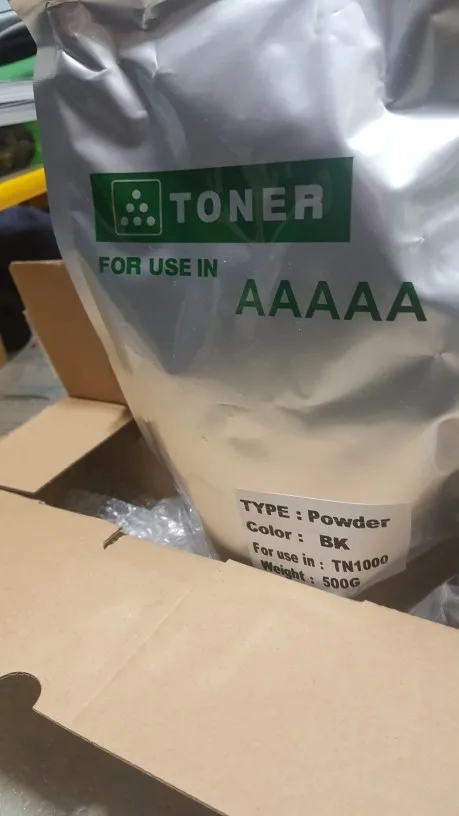 TONER
FOR USE IN
AAAAA
TYPE : Powder
Color : BK
For use in : TN1000
Weight : 500G